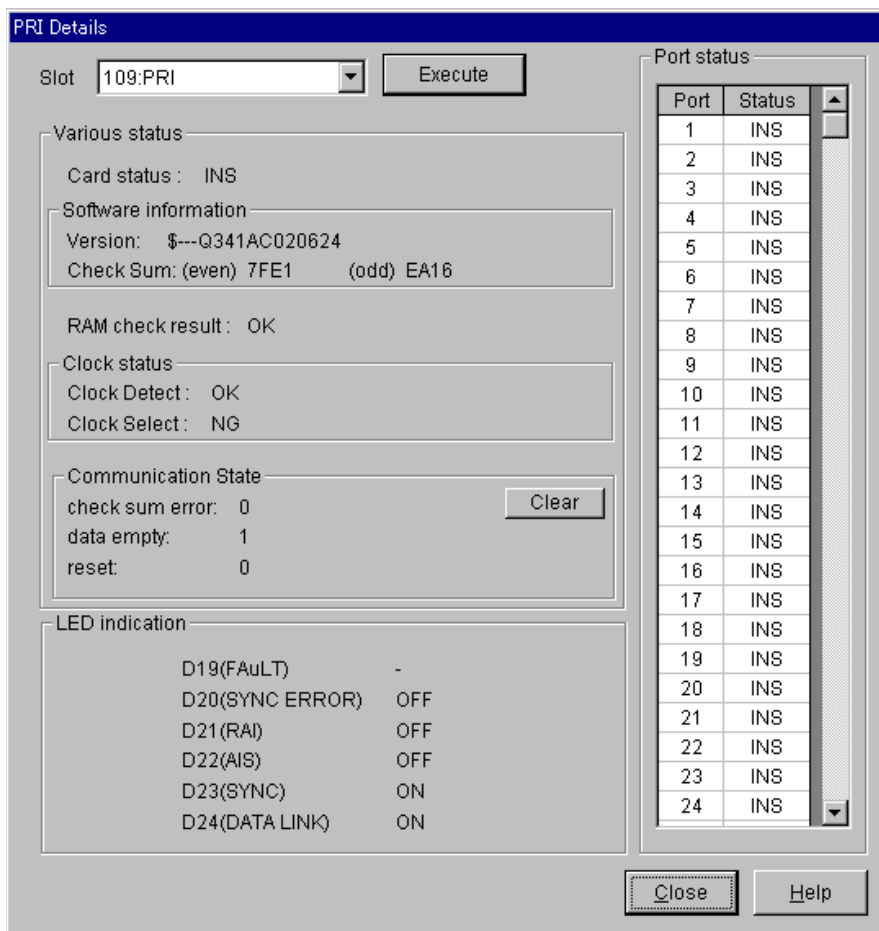 PRI Details
Slot 109:PRI Execute
Various status
Card status : INS
Software information
Version: $---Q341AC020624
Check Sum: (even) 7FE1 (odd) EA16
RAM check result : OK
Clock status
Clock Detect : OK
Clock Select : NG
Communication State
check sum error: 0 Clear
data empty: 1
reset: 0
LED indication
D19(FAuLT) -
D20(SYNC ERROR) OFF
D21(RAI) OFF
D22(AIS) OFF
D23(SYNC) ON
D24(DATA LINK) ON
Port status
Port Status
1 INS
2 INS
3 INS
4 INS
5 INS
6 INS
7 INS
8 INS
9 INS
10 INS
11 INS
12 INS
13 INS
14 INS
15 INS
16 INS
17 INS
18 INS
19 INS
20 INS
21 INS
22 INS
23 INS
24 INS
Close Help